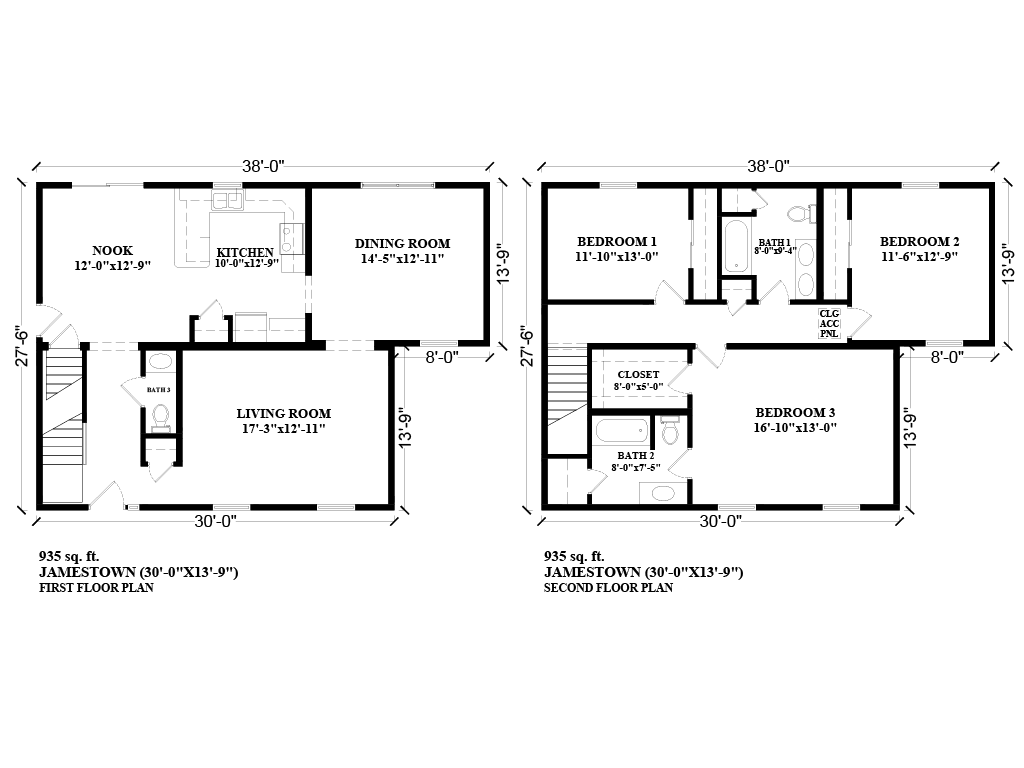 38'-0"
NOOK
12'-0"x12'-9"
KITCHEN
10'-0"x12'-9"
DINING ROOM
14'-5"x12'-11"
13'-9"
27'-6"
8'-0"
BATH 3
LIVING ROOM
17'-3"x12'-11"
13'-9"
30'-0"
935 sq. ft.
JAMESTOWN (30'-0"X13'-9")
FIRST FLOOR PLAN
38'-0"
BEDROOM 1
11'-10"x13'-0"
BATH 1
8'-0"x9'-4"
BEDROOM 2
11'-6"x12'-9"
13'-9"
CLG
ACC
PNL
27'-6"
8'-0"
CLOSET
8'-0"x5'-0"
BEDROOM 3
16'-10"x13'-0"
13'-9"
BATH 2
8'-0"x7'-5"
30'-0"
935 sq. ft.
JAMESTOWN (30'-0"X13'-9")
SECOND FLOOR PLAN